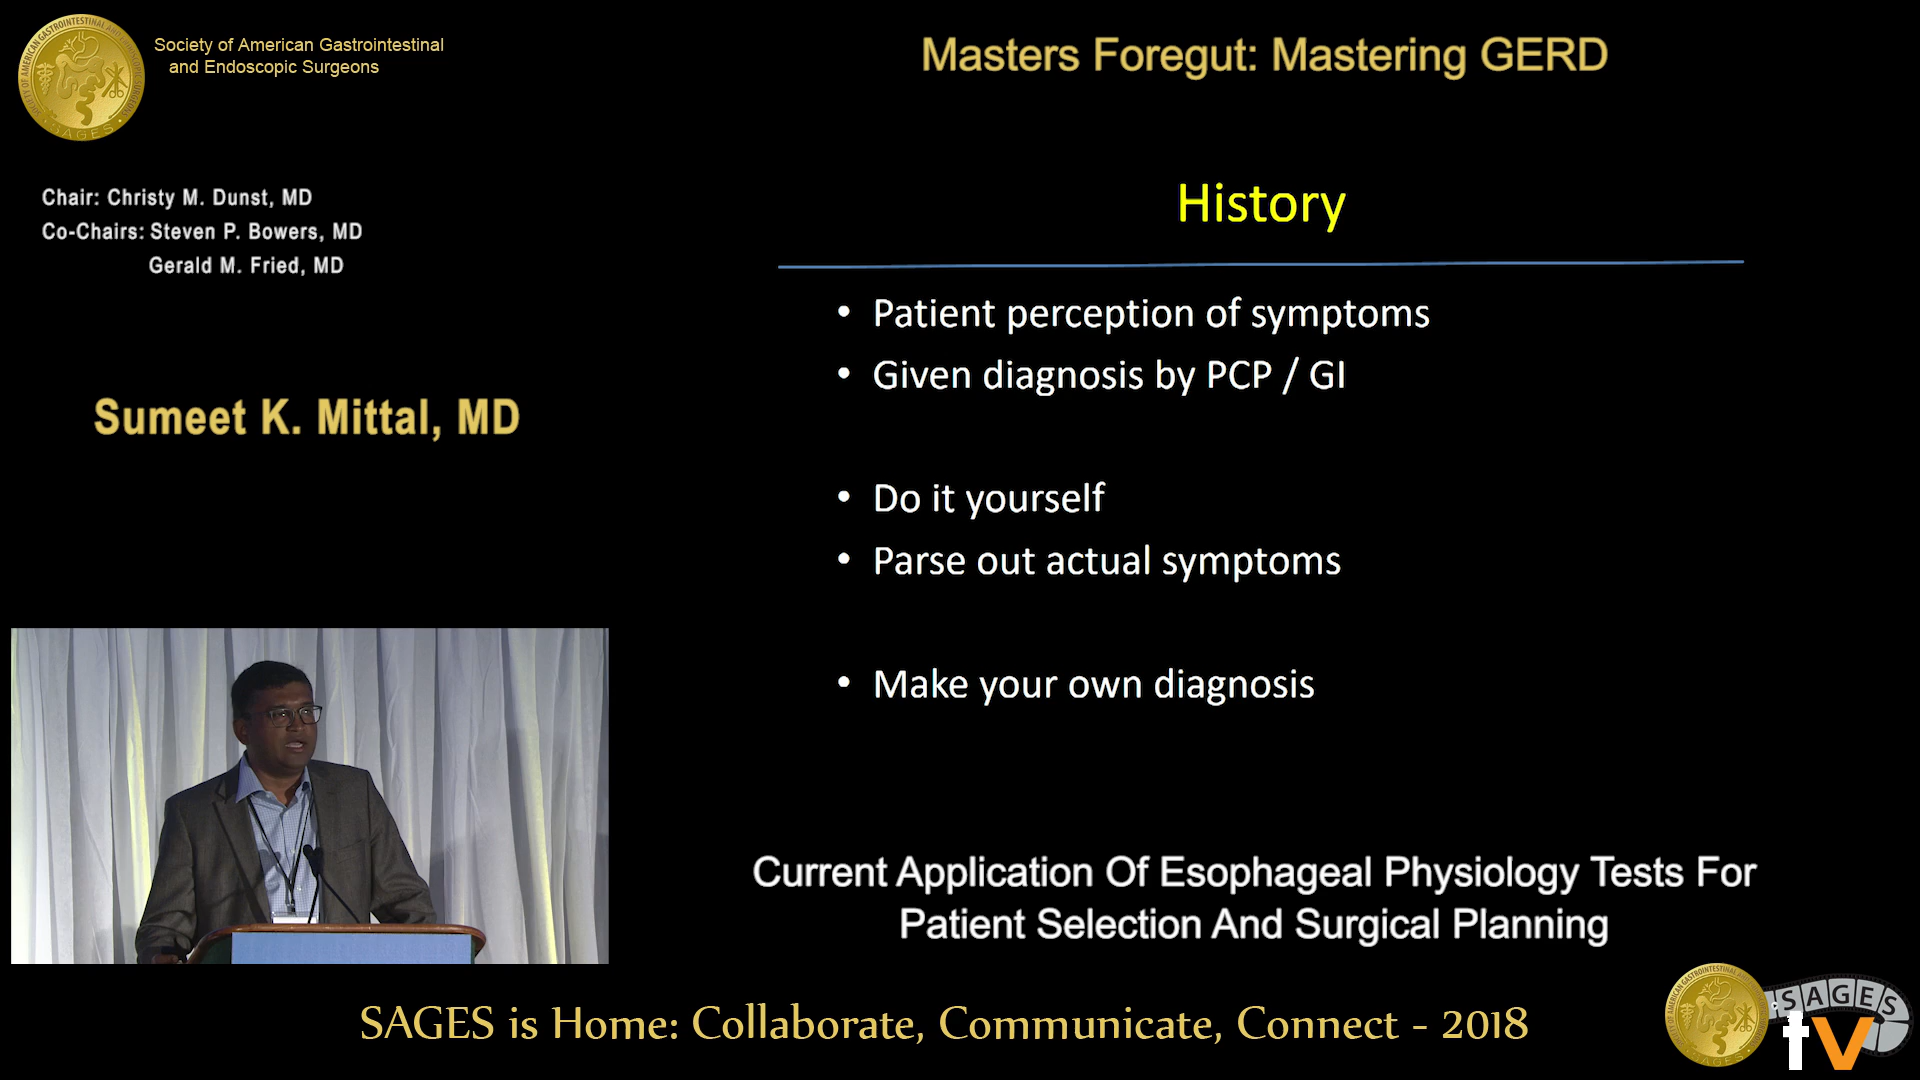 Society of American Gastrointestinal
and Endoscopic Surgeons
Masters Foregut: Mastering GERD
Chair: Christy M. Dunst, MD
Co-Chairs: Steven P. Bowers, MD
Gerald M. Fried, MD
Sumeet K. Mittal, MD
History
• Patient perception of symptoms
• Given diagnosis by PCP / GI
• Do it yourself
• Parse out actual symptoms
• Make your own diagnosis
Current Application Of Esophageal Physiology Tests For
Patient Selection And Surgical Planning
SAGES is Home: Collaborate, Communicate, Connect - 2018
SAGES
SAGES
tv